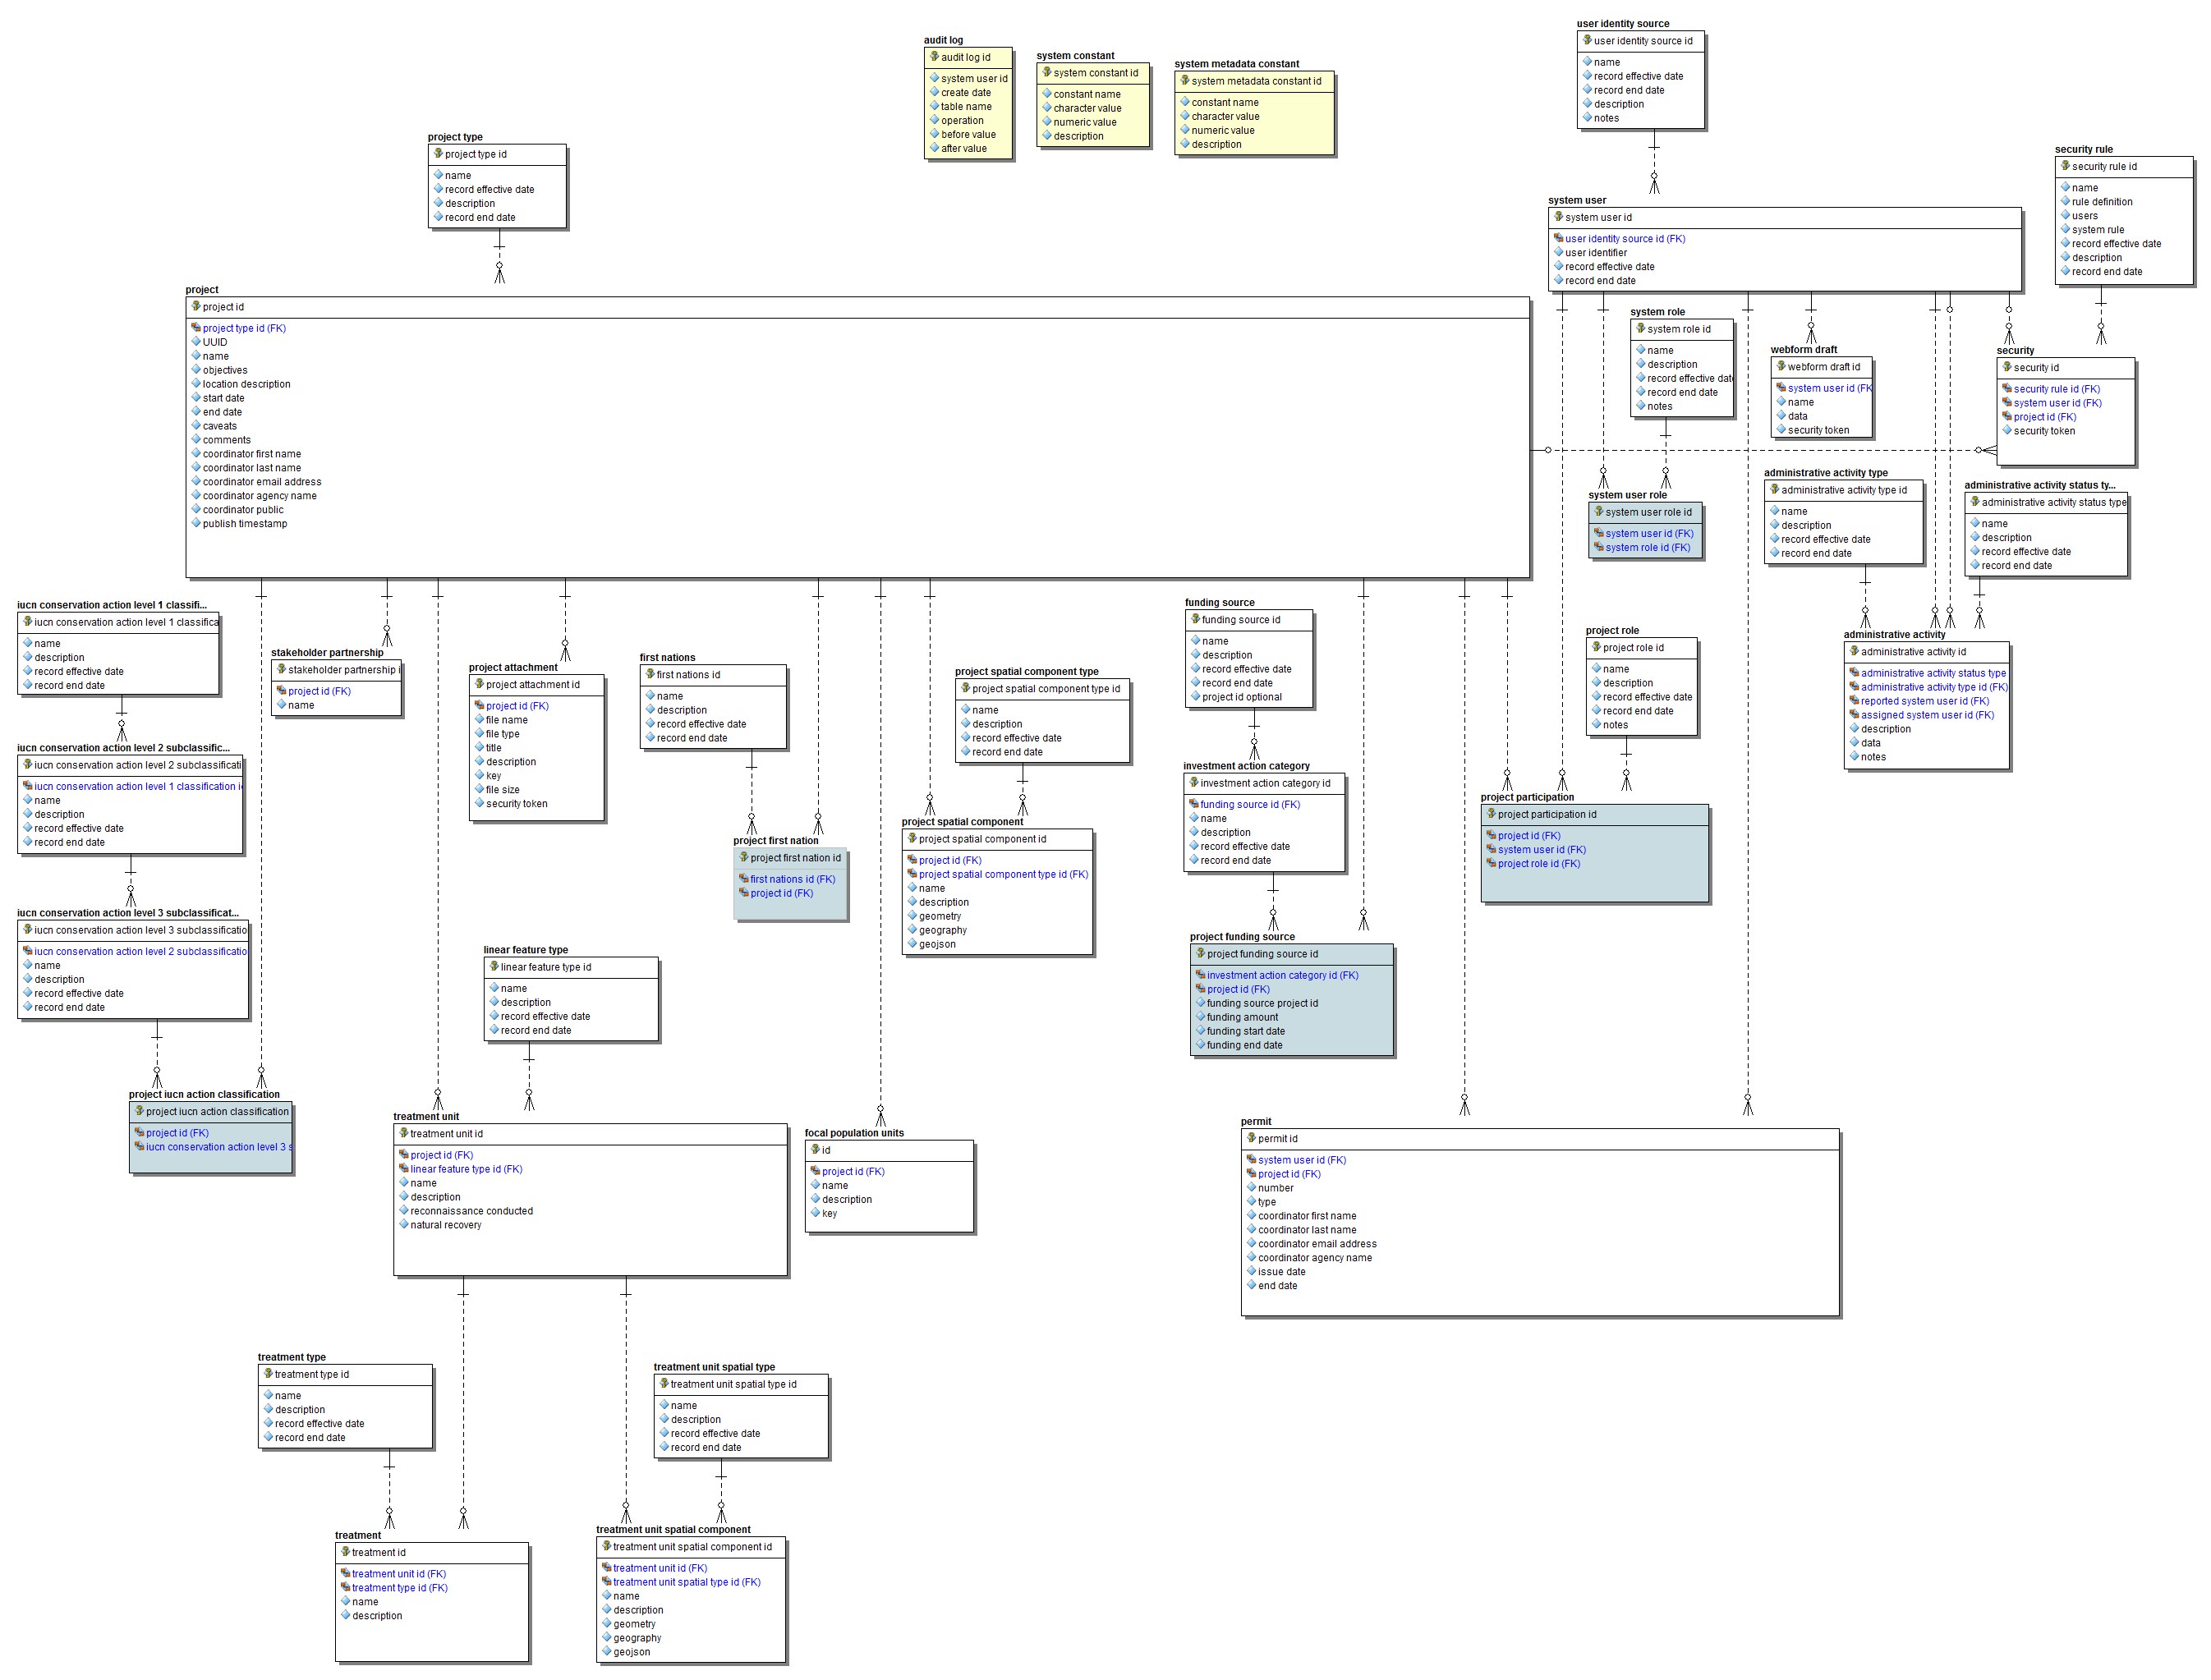 user identity source
user identity source id
name
record effective date
record end date
description
notes
audit log
audit log id
system user id
create date
table name
operation
before value
after value
system constant
system constant id
constant name
character value
numeric value
description
system metadata constant
system metadata constant id
constant name
character value
numeric value
description
project type
project type id
name
record effective date
description
record end date
security rule
security rule id
name
rule definition
users
system rule
record effective date
description
record end date
system user
system user id
user identity source id (FK)
user identifier
record effective date
record end date
project
project id
project type id (FK)
UUID
name
objectives
location description
start date
end date
caveats
comments
coordinator first name
coordinator last name
coordinator email address
coordinator agency name
coordinator public
publish timestamp
system role
system role id
name
description
record effective date
record end date
notes
webform draft
webform draft id
system user id (FK
name
data
security token
security
security id
security rule id (FK)
system user id (FK)
project id (FK)
security token
system user role
system user role id
system user id (FK)
system role id (FK)
administrative activity type
administrative activity type id
name
description
record effective date
record end date
administrative activity status ty...
administrative activity status type
name
description
record effective date
record end date
iucn conservation action level 1 classifi...
iucn conservation action level 1 classifica
name
description
record effective date
record end date
stakeholder partnership
stakeholder partnership i
project id (FK)
name
project attachment
project attachment id
project id (FK)
file name
file type
title
description
key
file size
security token
first nations
first nations id
name
description
record effective date
record end date
project spatial component type
project spatial component type id
name
description
record effective date
record end date
funding source
funding source id
name
description
record effective date
record end date
project id optional
project role
project role id
name
description
record effective date
record end date
notes
administrative activity
administrative activity id
administrative activity status type
administrative activity type id (FK)
reported system user id (FK)
assigned system user id (FK)
description
data
notes
iucn conservation action level 2 subclassific...
iucn conservation action level 2 subclassificati
iucn conservation action level 1 classification i
name
description
record effective date
record end date
investment action category
investment action category id
funding source id (FK)
name
description
record effective date
record end date
project participation
project participation id
project id (FK)
system user id (FK)
project role id (FK)
project first nation
project first nation id
first nations id (FK)
project id (FK)
project spatial component
project spatial component id
project id (FK)
project spatial component type id (FK)
name
description
geometry
geography
geojson
iucn conservation action level 3 subclassificat...
iucn conservation action level 3 subclassificatio
iucn conservation action level 2 subclassificatio
name
description
record effective date
record end date
linear feature type
linear feature type id
name
description
record effective date
record end date
project funding source
project funding source id
investment action category id (FK)
project id (FK)
funding source project id
funding amount
funding start date
funding end date
project iucn action classification
project iucn action classification
project id (FK)
iucn conservation action level 3 s
treatment unit
treatment unit id
project id (FK)
linear feature type id (FK)
name
description
reconnaissance conducted
natural recovery
focal population units
id
project id (FK)
name
description
key
permit
permit id
system user id (FK)
project id (FK)
number
type
coordinator first name
coordinator last name
coordinator email address
coordinator agency name
issue date
end date
treatment type
treatment type id
name
description
record effective date
record end date
treatment unit spatial type
treatment unit spatial type id
name
description
record effective date
record end date
treatment
treatment id
treatment unit id (FK)
treatment type id (FK)
name
description
treatment unit spatial component
treatment unit spatial component id
treatment unit id (FK)
treatment unit spatial type id (FK)
name
description
geometry
geography
geojson